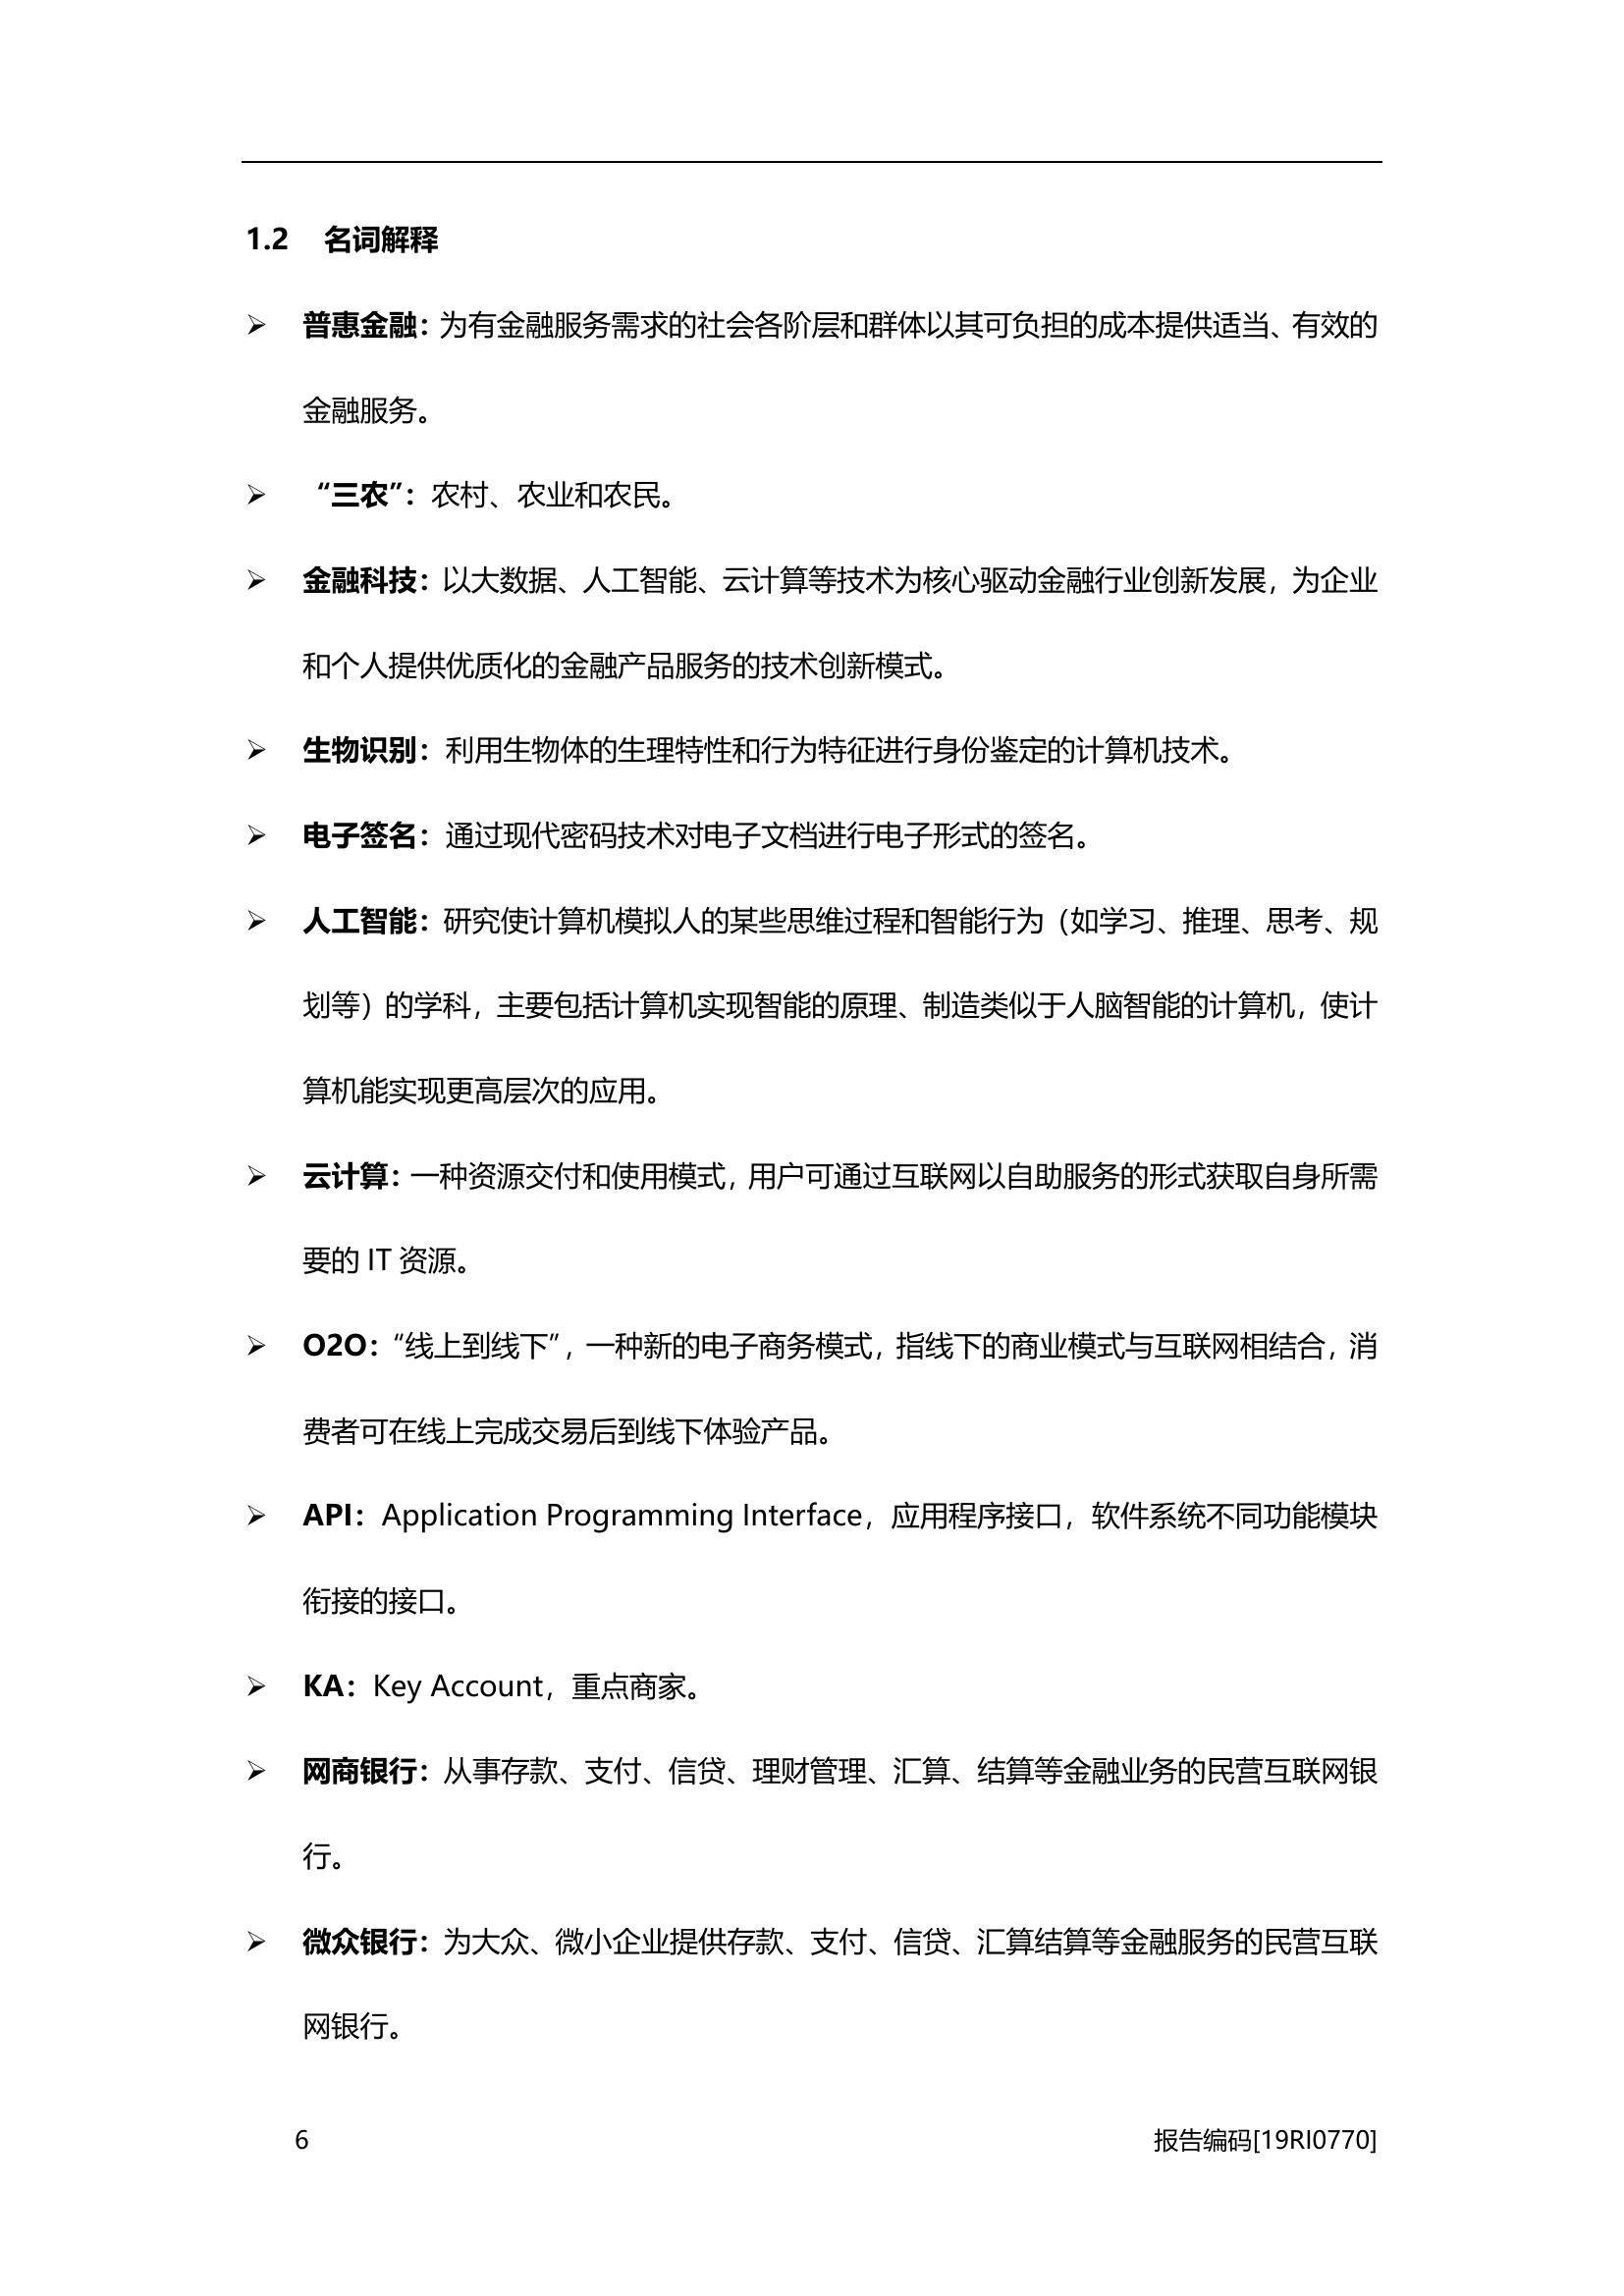 1.2 名词解释
➢ 普惠金融：为有金融服务需求的社会各阶层和群体以其可负担的成本提供适当、有效的
金融服务。
➢ “三农”：农村、农业和农民。
➢ 金融科技：以大数据、人工智能、云计算等技术为核心驱动金融行业创新发展，为企业
和个人提供优质化的金融产品服务的技术创新模式。
➢ 生物识别：利用生物体的生理特性和行为特征进行身份鉴定的计算机技术。
➢ 电子签名：通过现代密码技术对电子文档进行电子形式的签名。
➢ 人工智能：研究使计算机模拟人的某些思维过程和智能行为（如学习、推理、思考、规
划等）的学科，主要包括计算机实现智能的原理、制造类似于人脑智能的计算机，使计
算机能实现更高层次的应用。
➢ 云计算：一种资源交付和使用模式，用户可通过互联网以自助服务的形式获取自身所需
要的 IT 资源。
➢ O2O：“线上到线下”，一种新的电子商务模式，指线下的商业模式与互联网相结合，消
费者可在线上完成交易后到线下体验产品。
➢ API：Application Programming Interface，应用程序接口，软件系统不同功能模块
衔接的接口。
➢ KA：Key Account，重点商家。
➢ 网商银行：从事存款、支付、信贷、理财管理、汇算、结算等金融业务的民营互联网银
行。
➢ 微众银行：为大众、微小企业提供存款、支付、信贷、汇算结算等金融服务的民营互联
网银行。
6 报告编码[19RI0770]